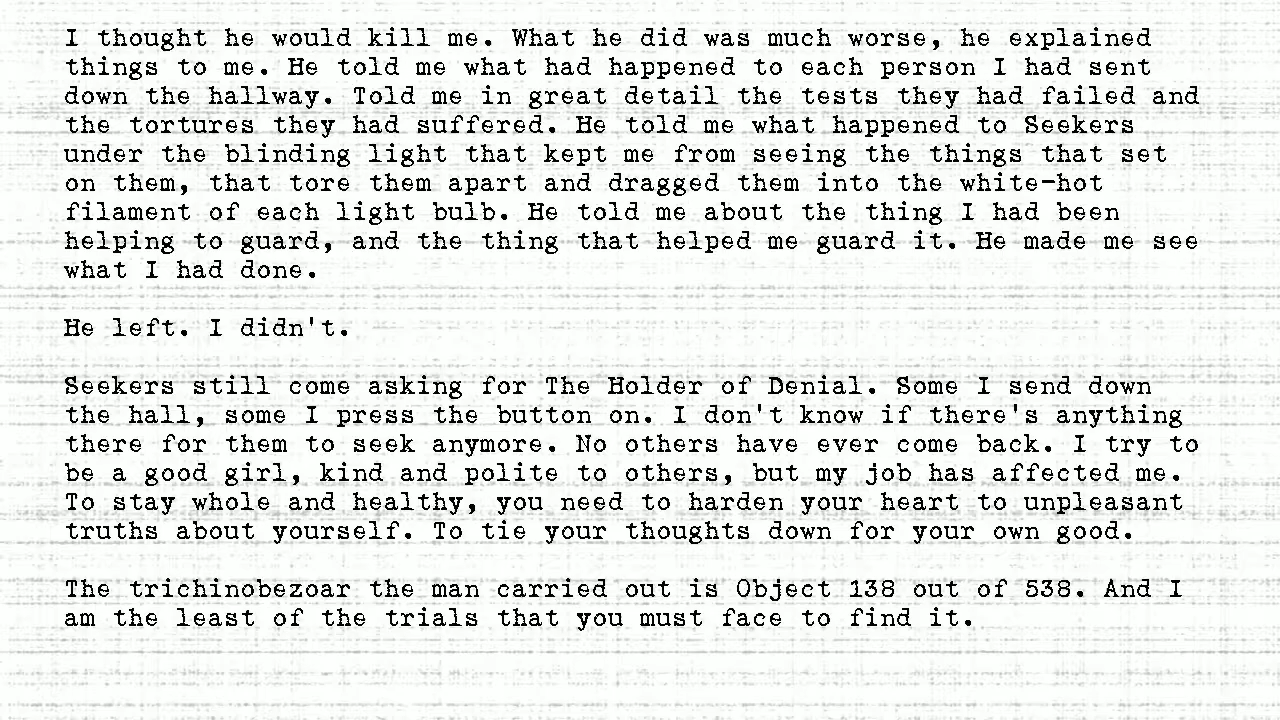 I thought he would kill me. What he did was much worse, he explained
things to me. He told me what had happened to each person I had sent
down the hallway. Told me in great detail the tests they had failed and
the tortures they had suffered. He told me what happened to Seekers
under the blinding light that kept me from seeing the things that set
on them, that tore them apart and dragged them into the white-hot
filament of each light bulb. He told me about the thing I had been
helping to guard, and the thing that helped me guard it. He made me see
what I had done.
He left. I didn't.
Seekers still come asking for The Holder of Denial. Some I send down
the hall, some I press the button on. I don't know if there's anything
there for them to seek anymore. No others have ever come back. I try to
be a good girl, kind and polite to others, but my job has affected me.
To stay whole and healthy, you need to harden your heart to unpleasant
truths about yourself. To tie your thoughts down for your own good.
The trichinobezoar the man carried out is Object 138 out of 538. And I
am the least of the trials that you must face to find it.